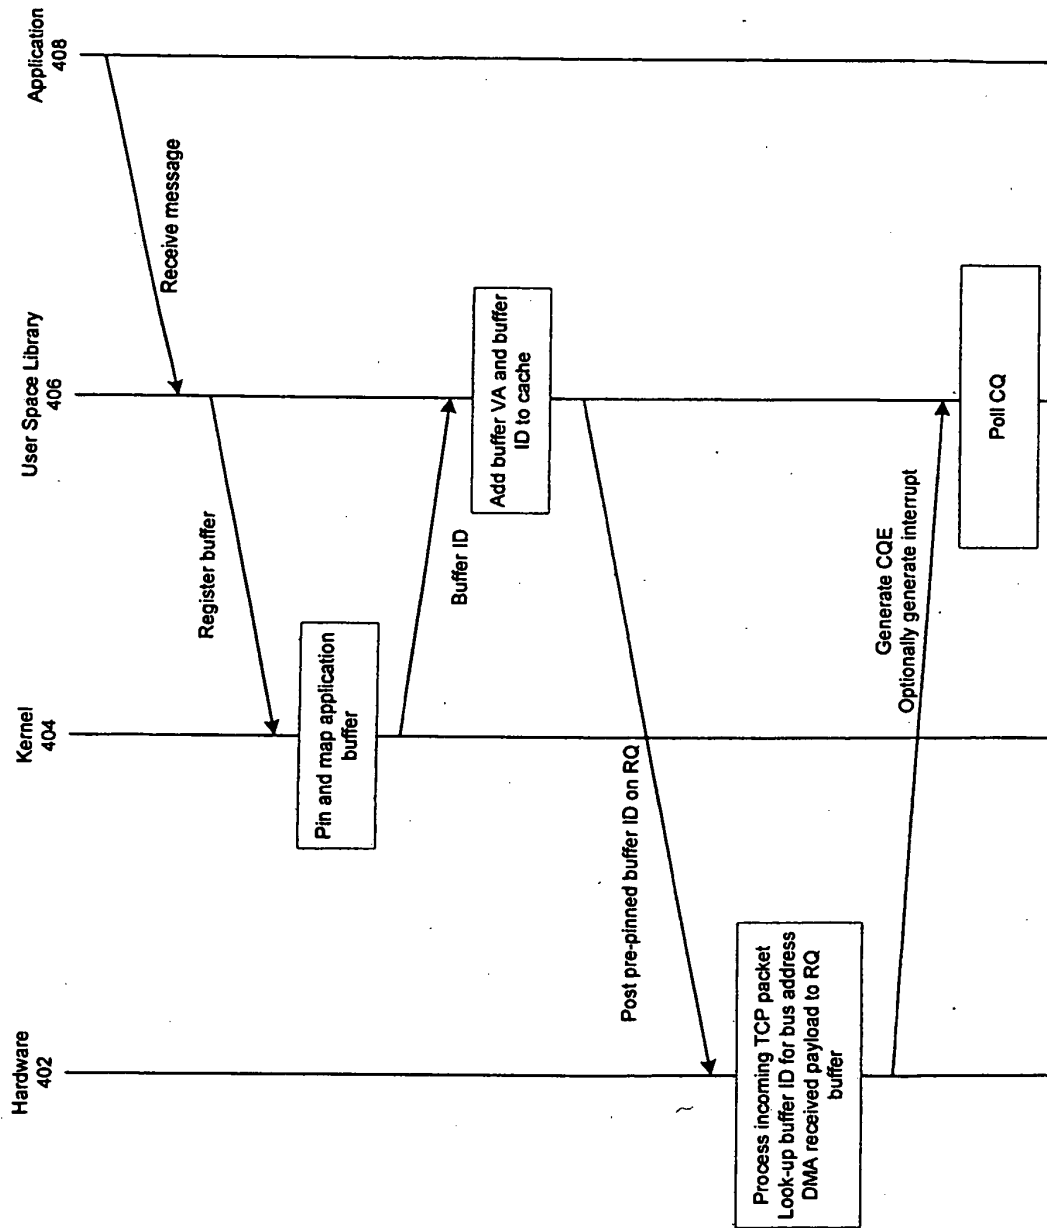 Hardware
402
Kernel
404
User Space Library
406
Application
408
Receive message
Register buffer
Pin and map application
buffer
Buffer ID
Add buffer VA and buffer
ID to cache
Post pre-pinned buffer ID on RQ
Process incoming TCP packet
Look-up buffer ID for bus address
DMA received payload to RQ
buffer
Generate CQE
Optionally generate interrupt
Poll CQ